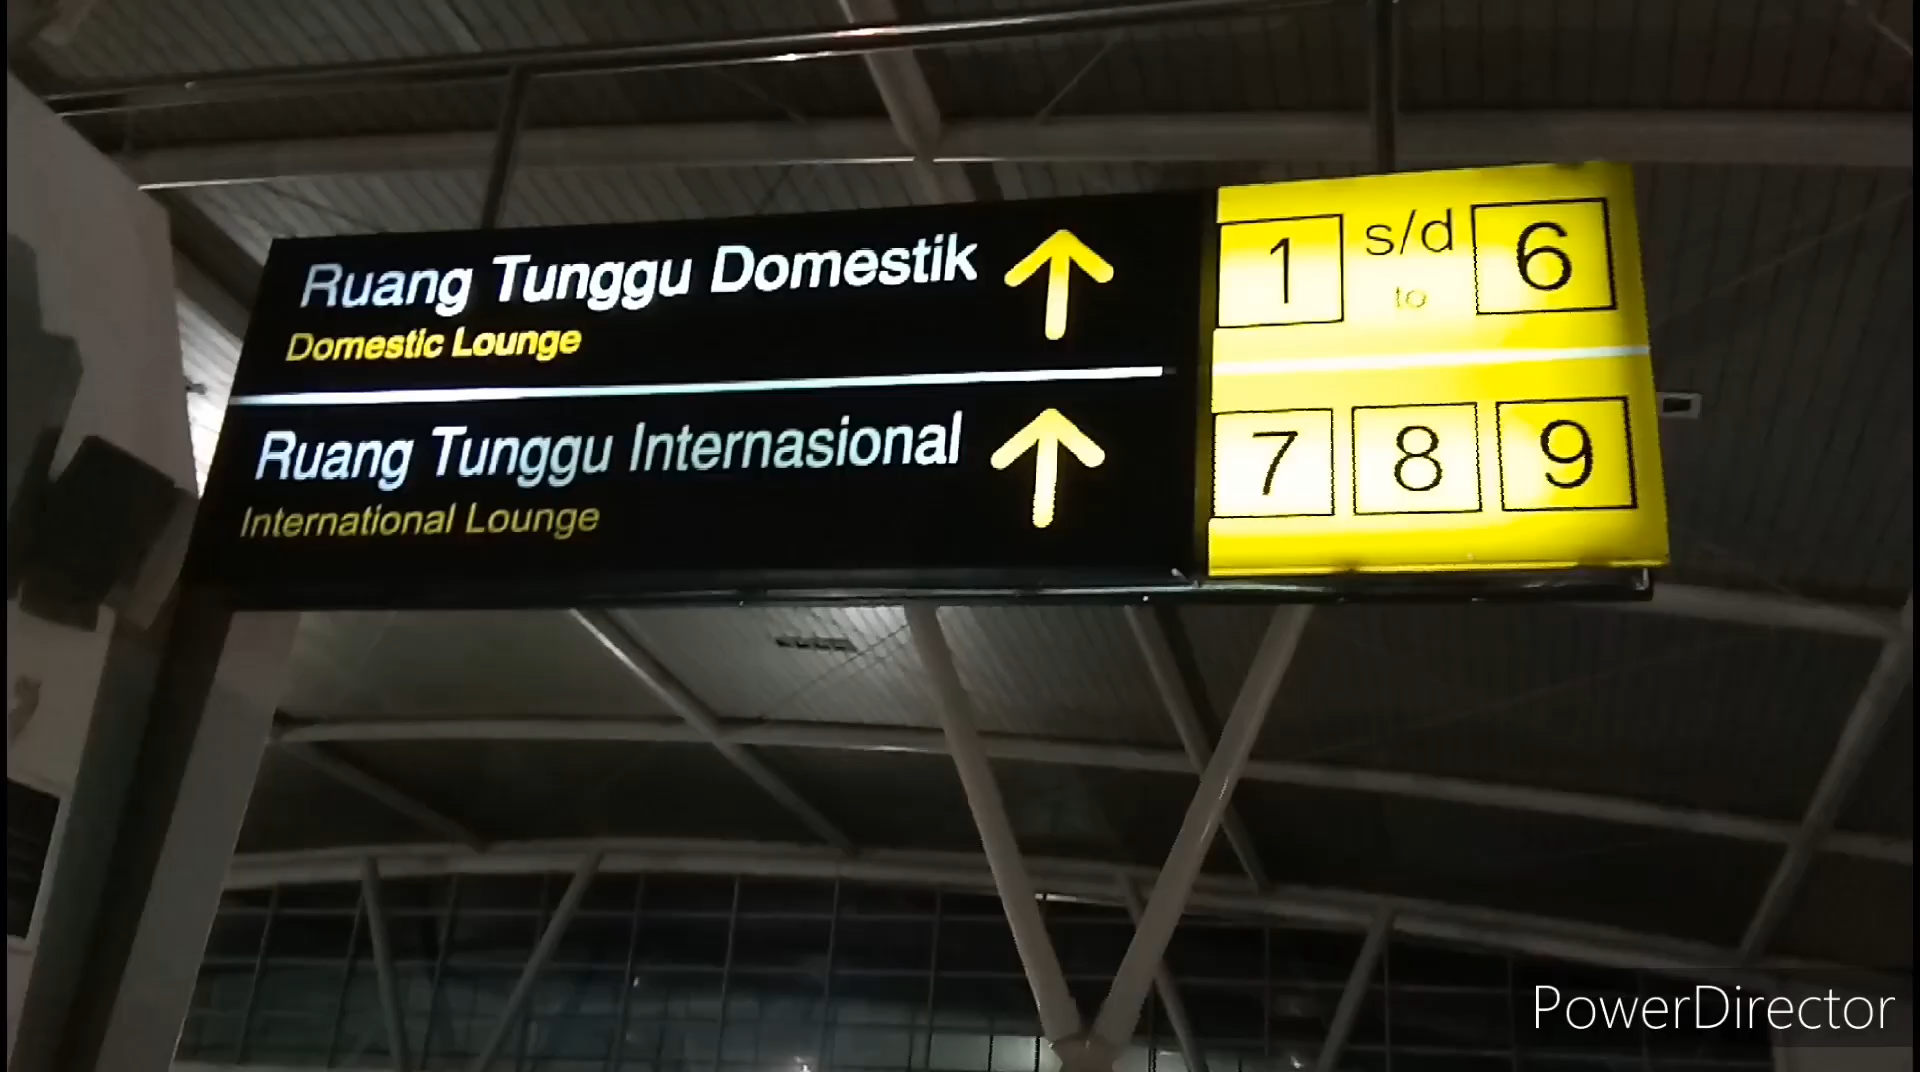 Ruang Tunggu Domestik
Domestic Lounge
1 s/d 6
to
Ruang Tunggu Internasional
International Lounge
7 8 9
PowerDirector